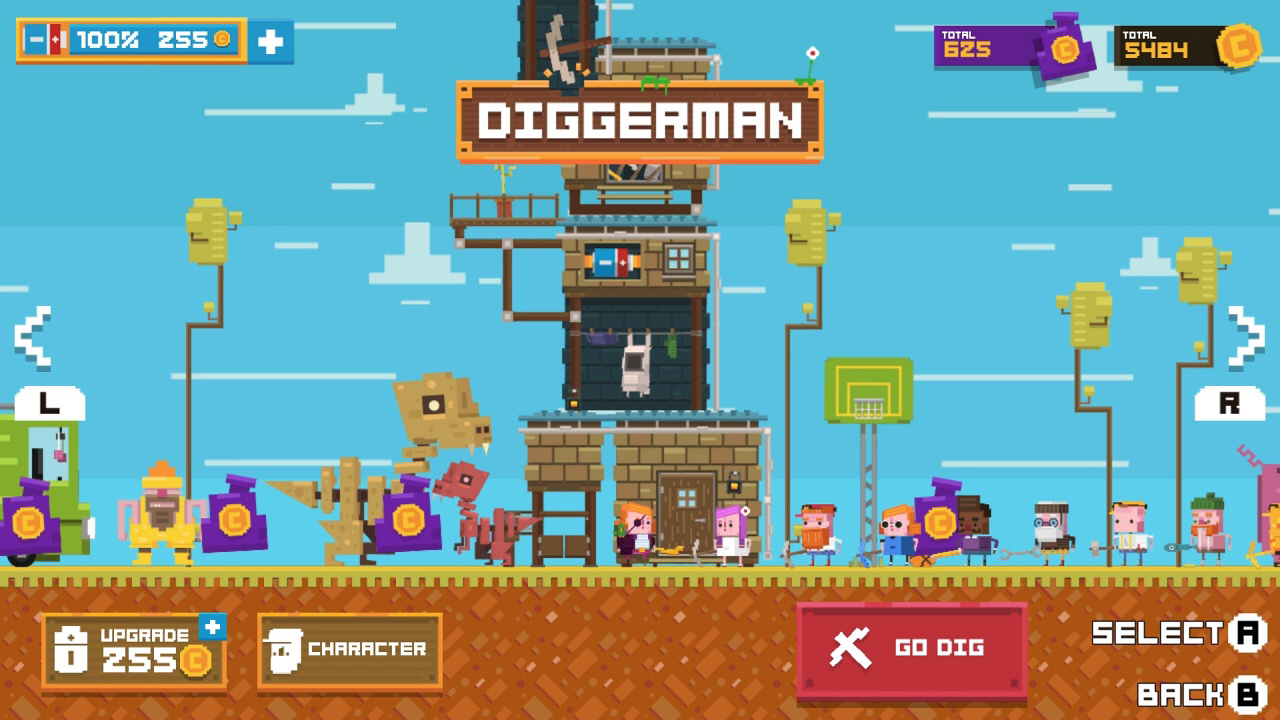 100% 255
TOTAL
625
TOTAL
5484
DIGGERMAN
L
R
UPGRADE
255
CHARACTER
GO DIG
SELECT A
BACK B